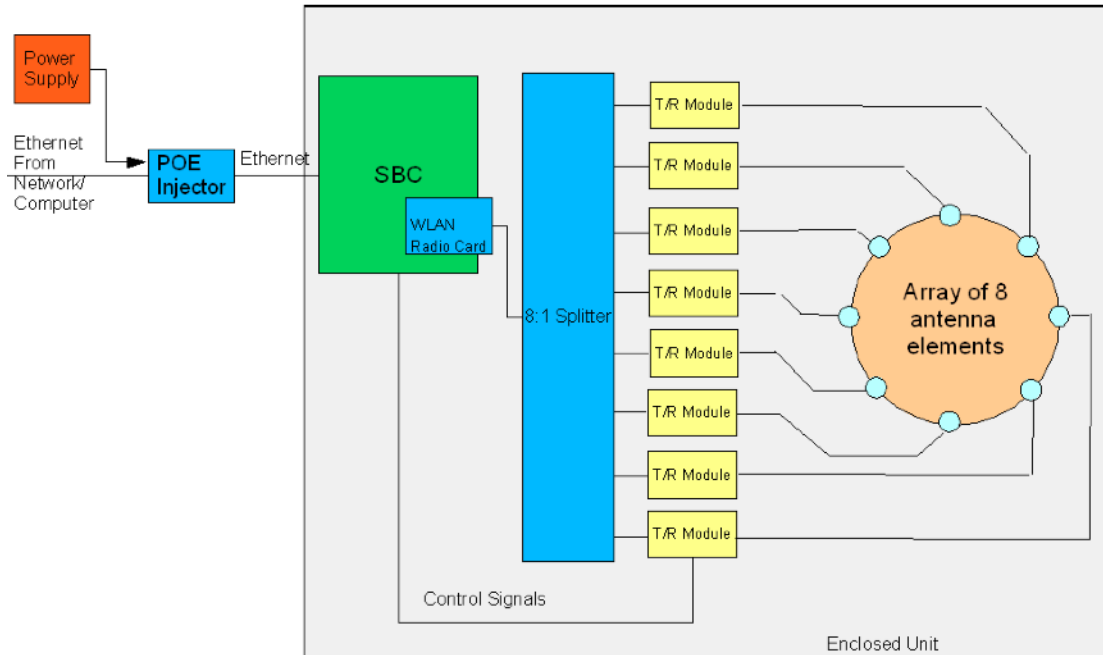 Power
Supply
Ethernet
From
Network/
Computer
POE
Injector
Ethernet
SBC
WLAN
Radio Card
8:1 Splitter
T/R Module
T/R Module
T/R Module
T/R Module
T/R Module
T/R Module
T/R Module
T/R Module
Array of 8
antenna
elements
Control Signals
Enclosed Unit